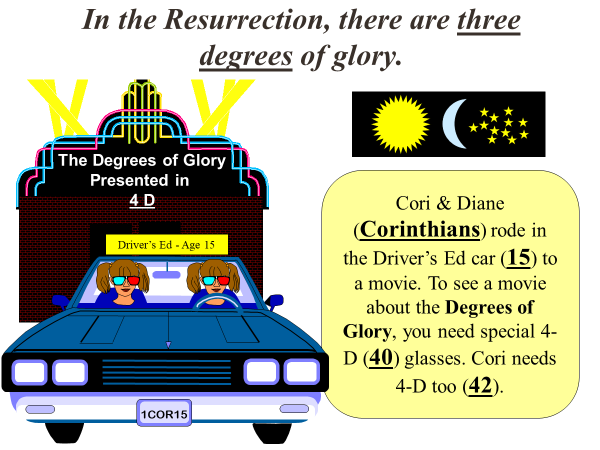 In the Resurrection, there are three
degrees of glory.
The Degrees of Glory
Presented in
4 D
Driver's Ed - Age 15
1COR15
Cori & Diane
(Corinthians) rode in
the Driver's Ed car (15) to
a movie. To see a movie
about the Degrees of
Glory, you need special 4-
D (40) glasses. Cori needs
4-D too (42).